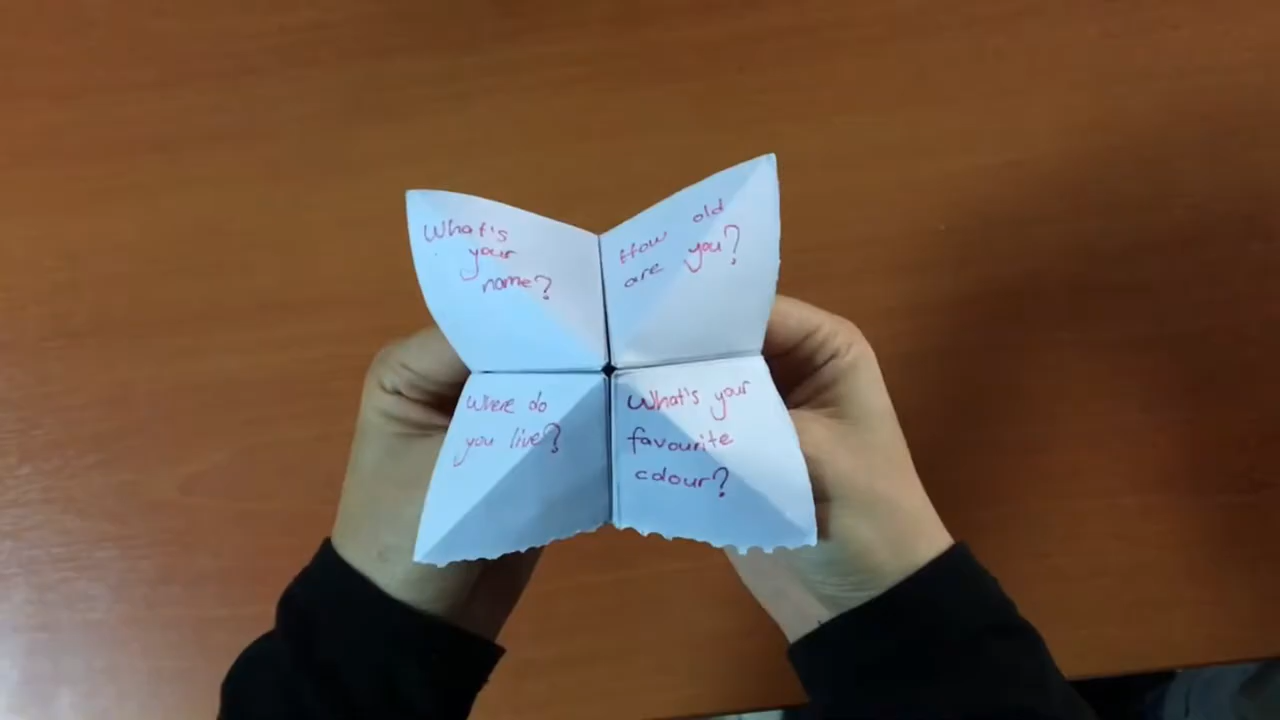 What's
your
name?
How old
are you?
Where do
you live?
What's your
favourite
colour?